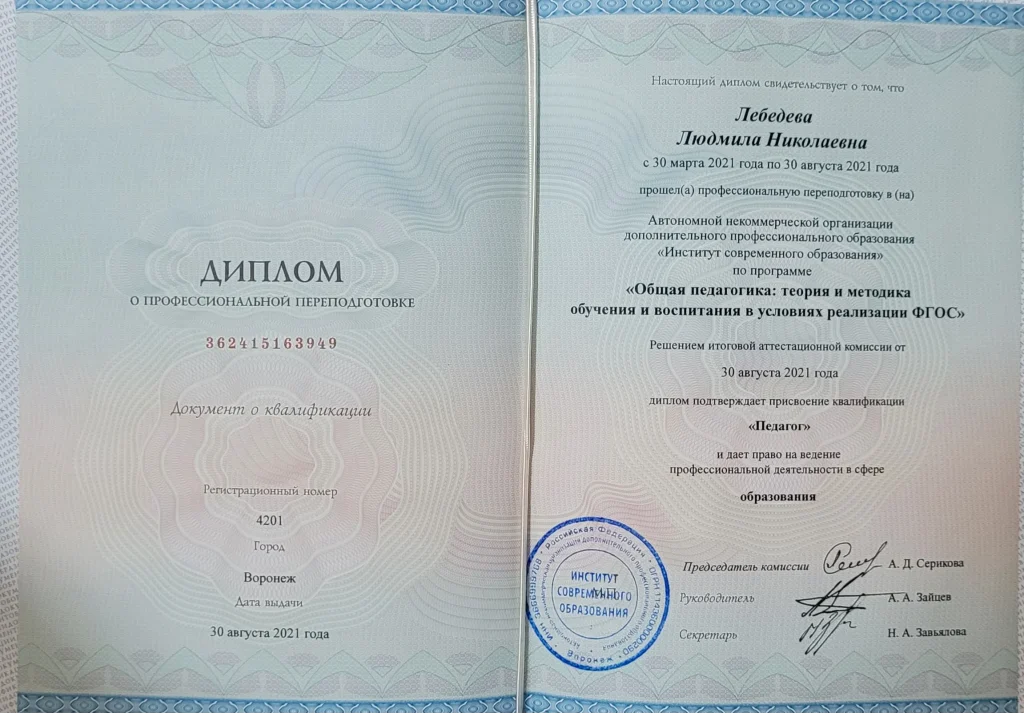 ДИПЛОМ
О ПРОФЕССИОНАЛЬНОЙ ПЕРЕПОДГОТОВКЕ
362415163949
Документ о квалификации
Регистрационный номер
4201
Город
Воронеж
Дата выдачи
30 августа 2021 года
Настоящий диплом свидетельствует о том, что
Лебедева
Людмила Николаевна
с 30 марта 2021 года по 30 августа 2021 года
прошел(а) профессиональную переподготовку в (на)
Автономной некоммерческой организации
дополнительного профессионального образования
«Институт современного образования»
по программе
«Общая педагогика: теория и методика
обучения и воспитания в условиях реализации ФГОС»
Решением итоговой аттестационной комиссии от
30 августа 2021 года
диплом подтверждает присвоение квалификации
«Педагог»
и дает право на ведение
профессиональной деятельности в сфере
образования
Председатель комиссии А. Д. Серикова
Руководитель А. А. Зайцев
Секретарь Н. А. Завьялова
М.П.
ИНСТИТУТ
СОВРЕМЕННОГО
ОБРАЗОВАНИЯ
Российская Федерация
Воронеж